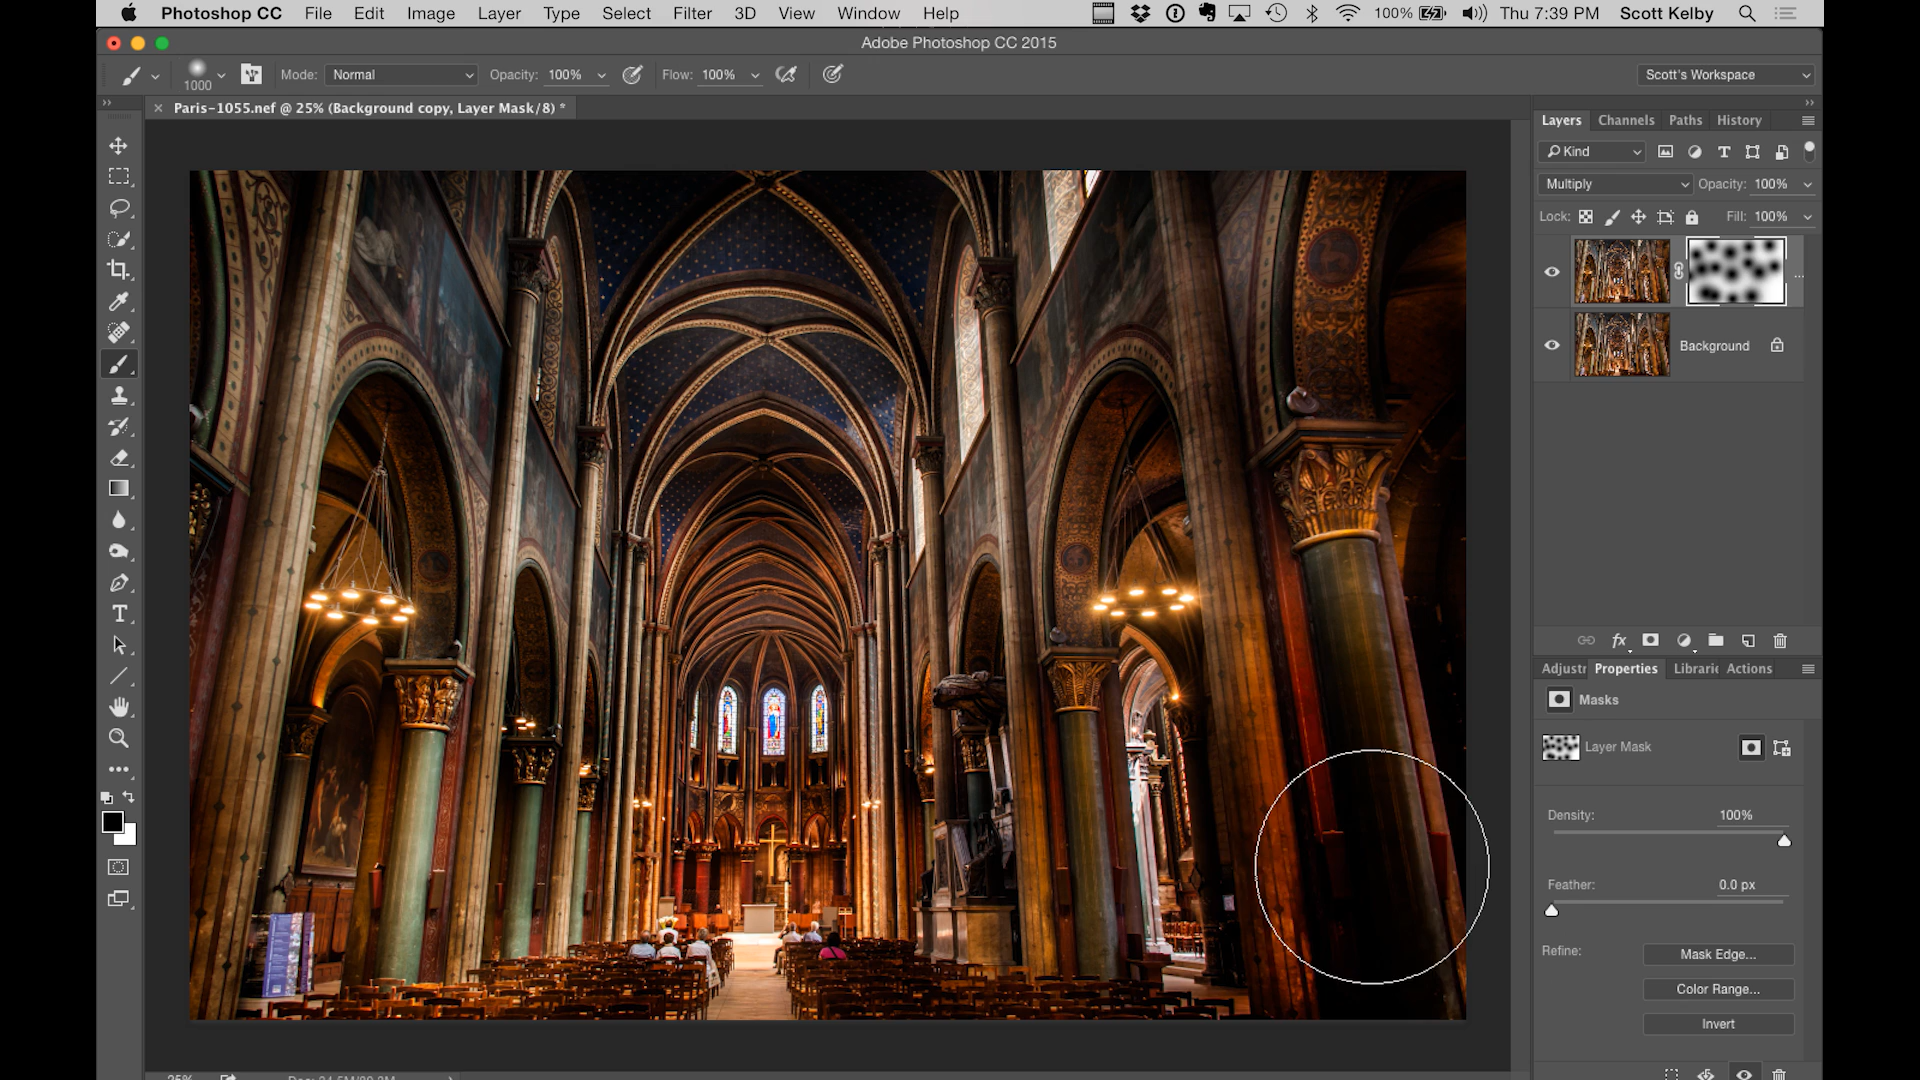 Photoshop CC File Edit Image Layer Type Select Filter 3D View Window Help 100% Thu 7:39 PM Scott Kelby
Adobe Photoshop CC 2015
1000 Mode: Normal Opacity: 100% Flow: 100% Scott's Workspace
Paris-1055.nef @ 25% (Background copy, Layer Mask/8) *
Layers Channels Paths History
Kind
Multiply Opacity: 100%
Lock: Fill: 100%
...
Background
Adjustr Properties Librarie Actions
Masks
Layer Mask
Density: 100%
Feather: 0.0 px
Refine: Mask Edge...
Color Range...
Invert
25%